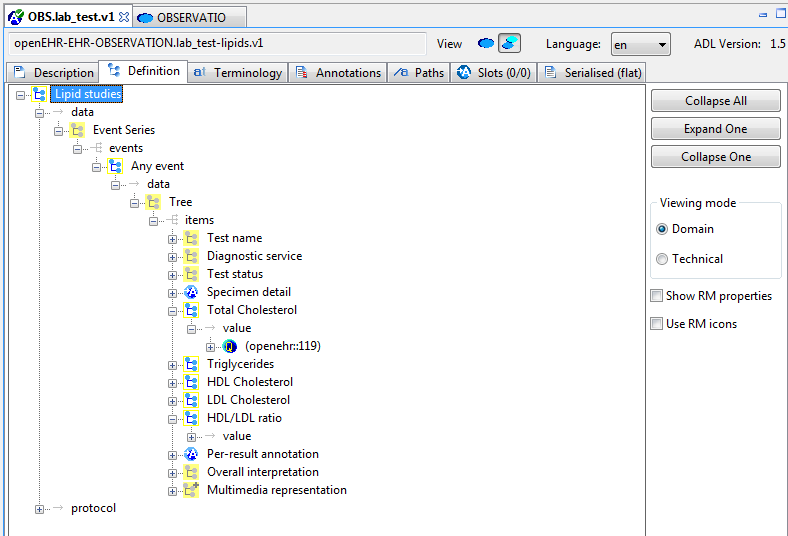 OBS.lab_test.v1 OBSERVATIO
openEHR-EHR-OBSERVATION.lab_test-lipids.v1 View Language: en ADL Version: 1.5
Description Definition Terminology Annotations Paths Slots (0/0) Serialised (flat)
Lipid studies
data
Event Series
events
Any event
data
Tree
items
Test name
Diagnostic service
Test status
Specimen detail
Total Cholesterol
value
(openehr::119)
Triglycerides
HDL Cholesterol
LDL Cholesterol
HDL/LDL ratio
value
Per-result annotation
Overall interpretation
Multimedia representation
protocol
Collapse All
Expand One
Collapse One
Viewing mode
Domain
Technical
Show RM properties
Use RM icons